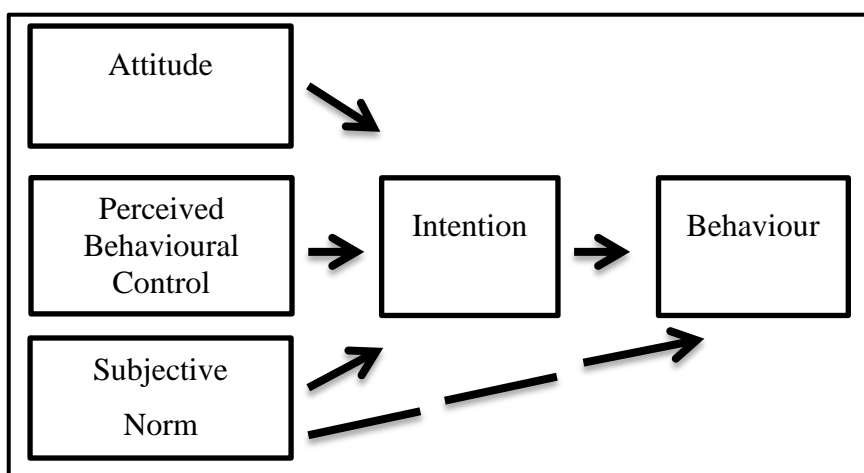 Attitude
Perceived
Behavioural
Control
Intention
Behaviour
Subjective
Norm